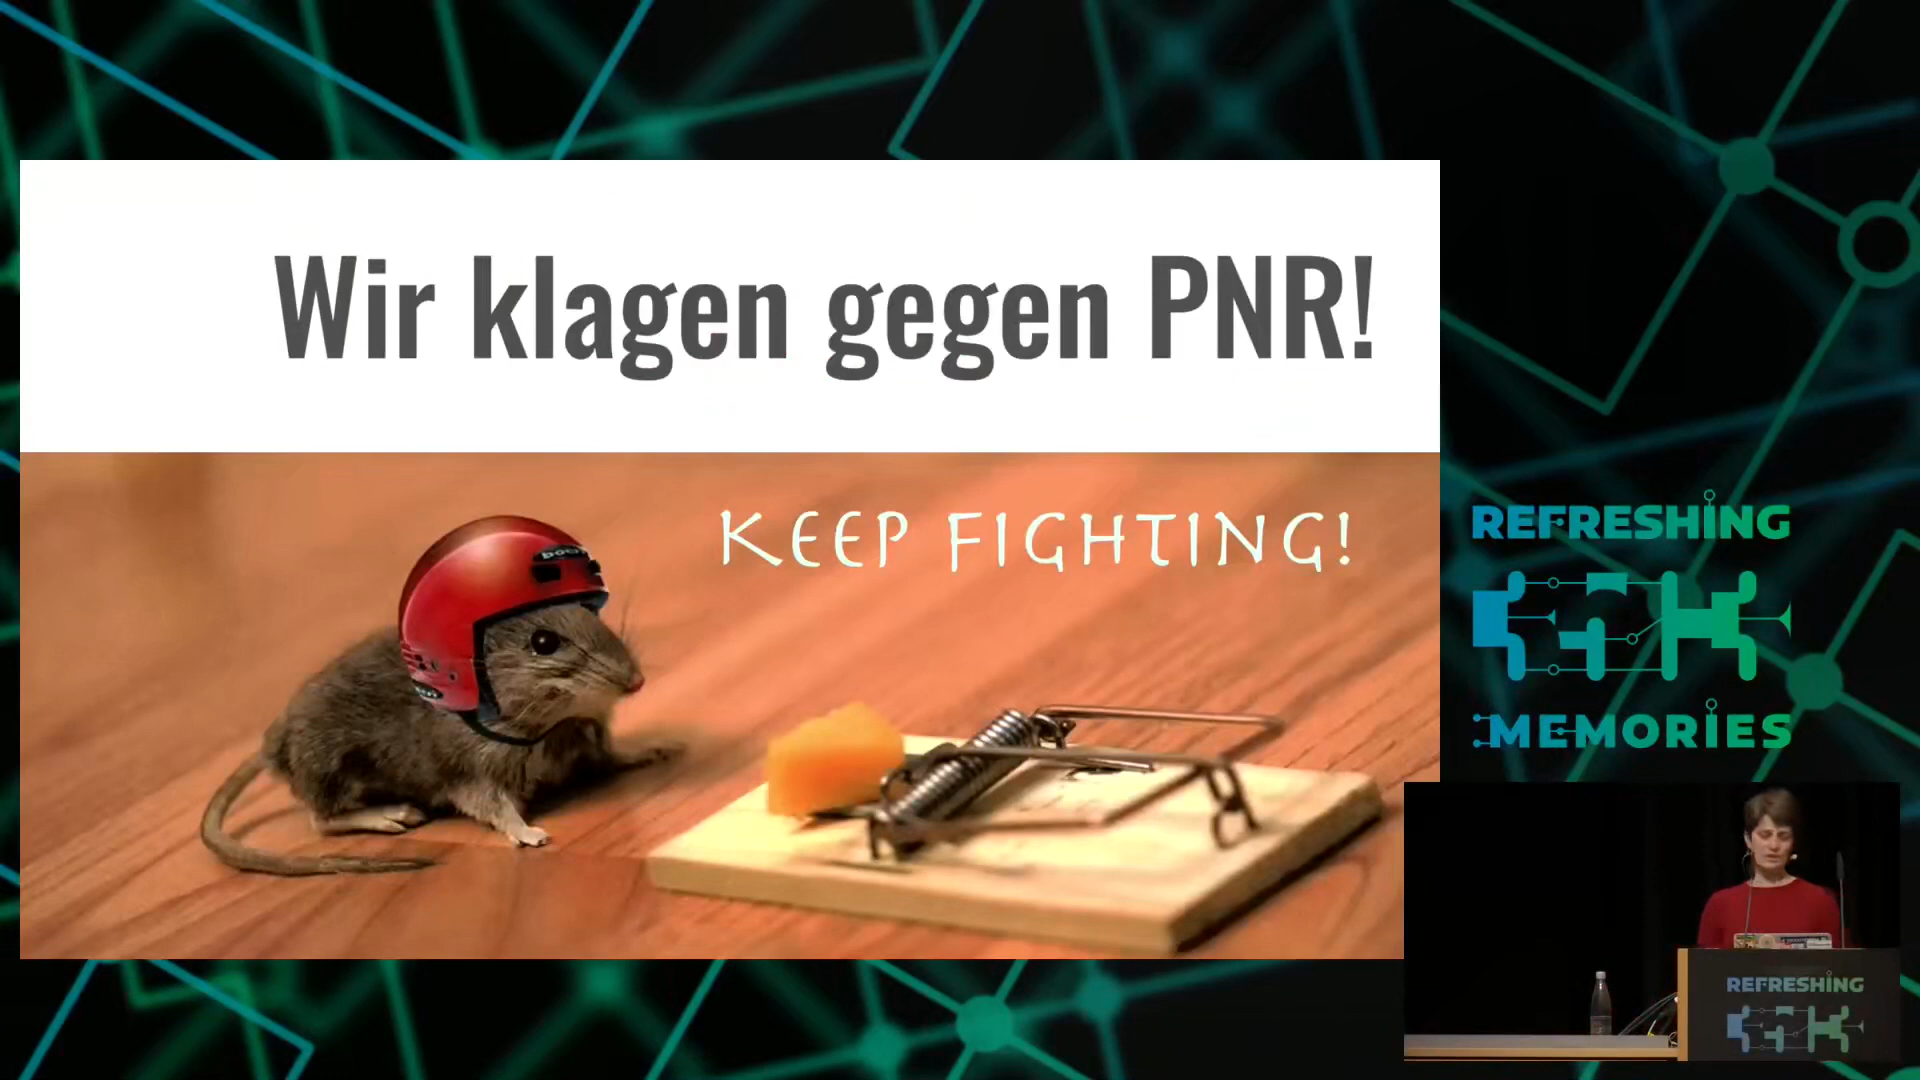 Wir klagen gegen PNR!
KEEP FIGHTING!
REFRESHING
MEMORIES
REFRESHING